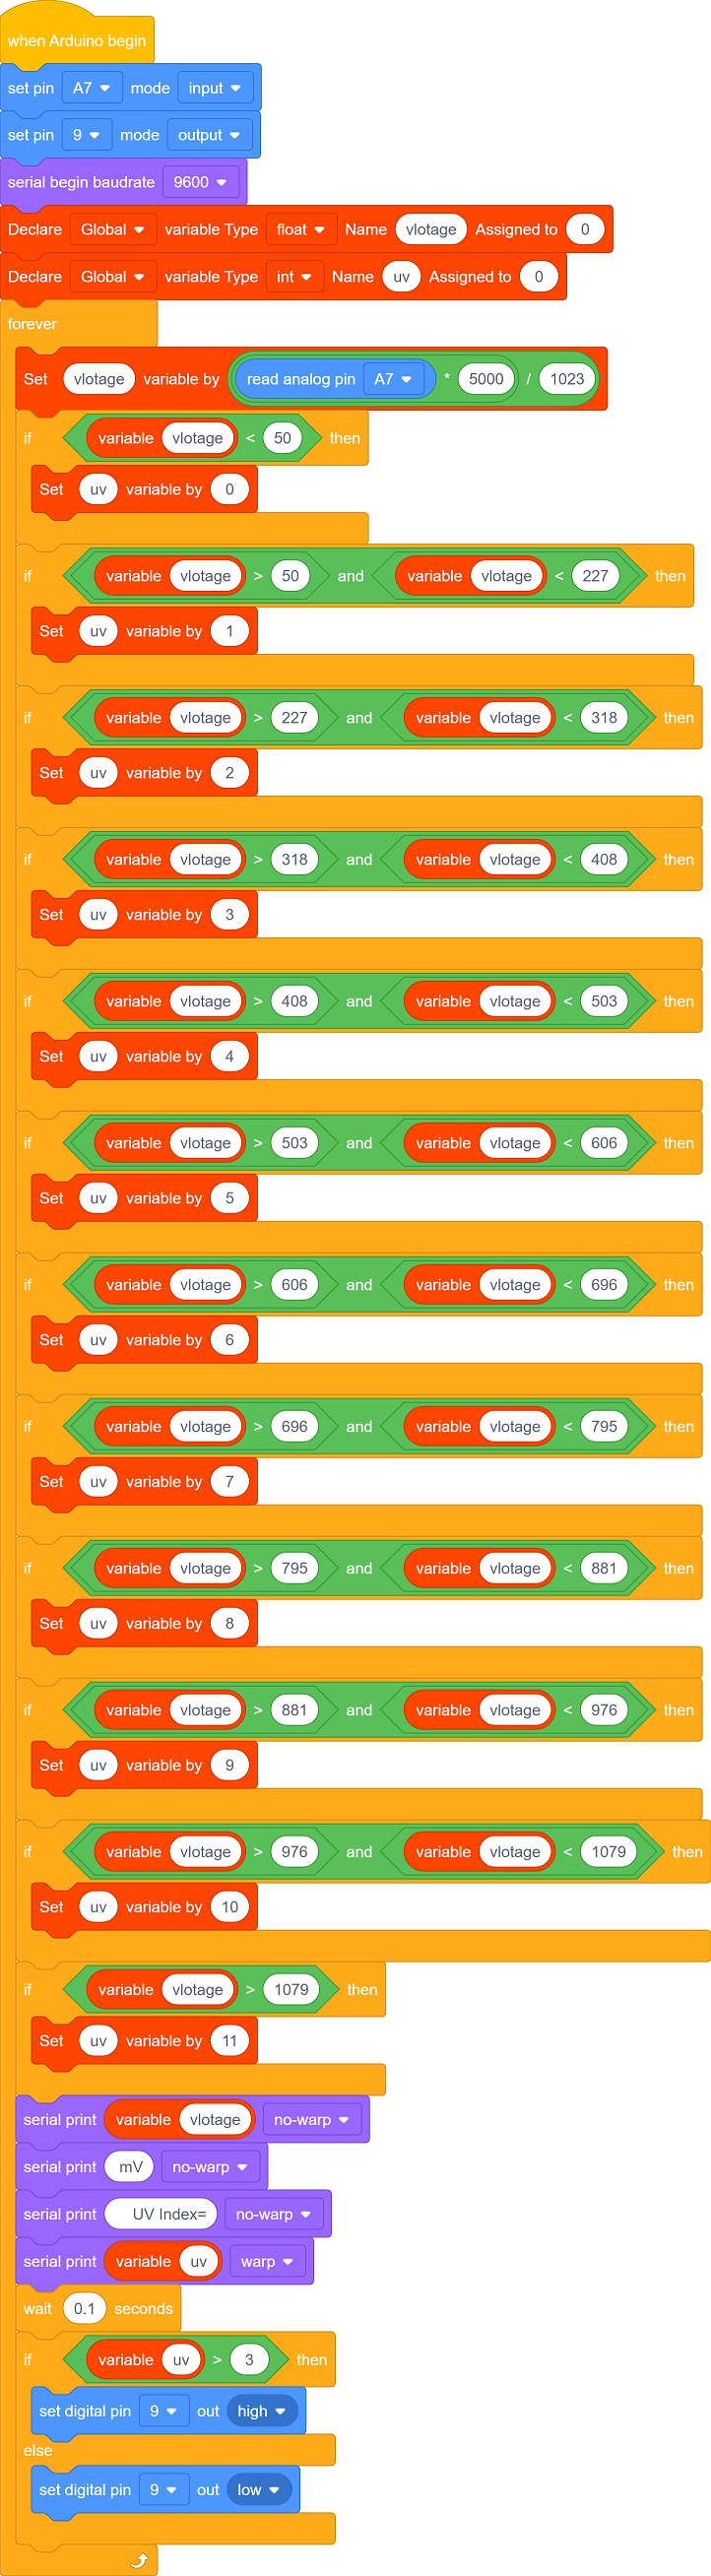 when Arduino begin
set pin A7 mode input
set pin 9 mode output
serial begin baudrate 9600
Declare Global variable Type float Name vlotage Assigned to 0
Declare Global variable Type int Name uv Assigned to 0
forever
Set vlotage variable by read analog pin A7 * 5000 / 1023
if variable vlotage < 50 then
Set uv variable by 0
if variable vlotage > 50 and variable vlotage < 227 then
Set uv variable by 1
if variable vlotage > 227 and variable vlotage < 318 then
Set uv variable by 2
if variable vlotage > 318 and variable vlotage < 408 then
Set uv variable by 3
if variable vlotage > 408 and variable vlotage < 503 then
Set uv variable by 4
if variable vlotage > 503 and variable vlotage < 606 then
Set uv variable by 5
if variable vlotage > 606 and variable vlotage < 696 then
Set uv variable by 6
if variable vlotage > 696 and variable vlotage < 795 then
Set uv variable by 7
if variable vlotage > 795 and variable vlotage < 881 then
Set uv variable by 8
if variable vlotage > 881 and variable vlotage < 976 then
Set uv variable by 9
if variable vlotage > 976 and variable vlotage < 1079 then
Set uv variable by 10
if variable vlotage > 1079 then
Set uv variable by 11
serial print variable vlotage no-warp
serial print mV no-warp
serial print UV Index= no-warp
serial print variable uv warp
wait 0.1 seconds
if variable uv > 3 then
set digital pin 9 out high
else
set digital pin 9 out low